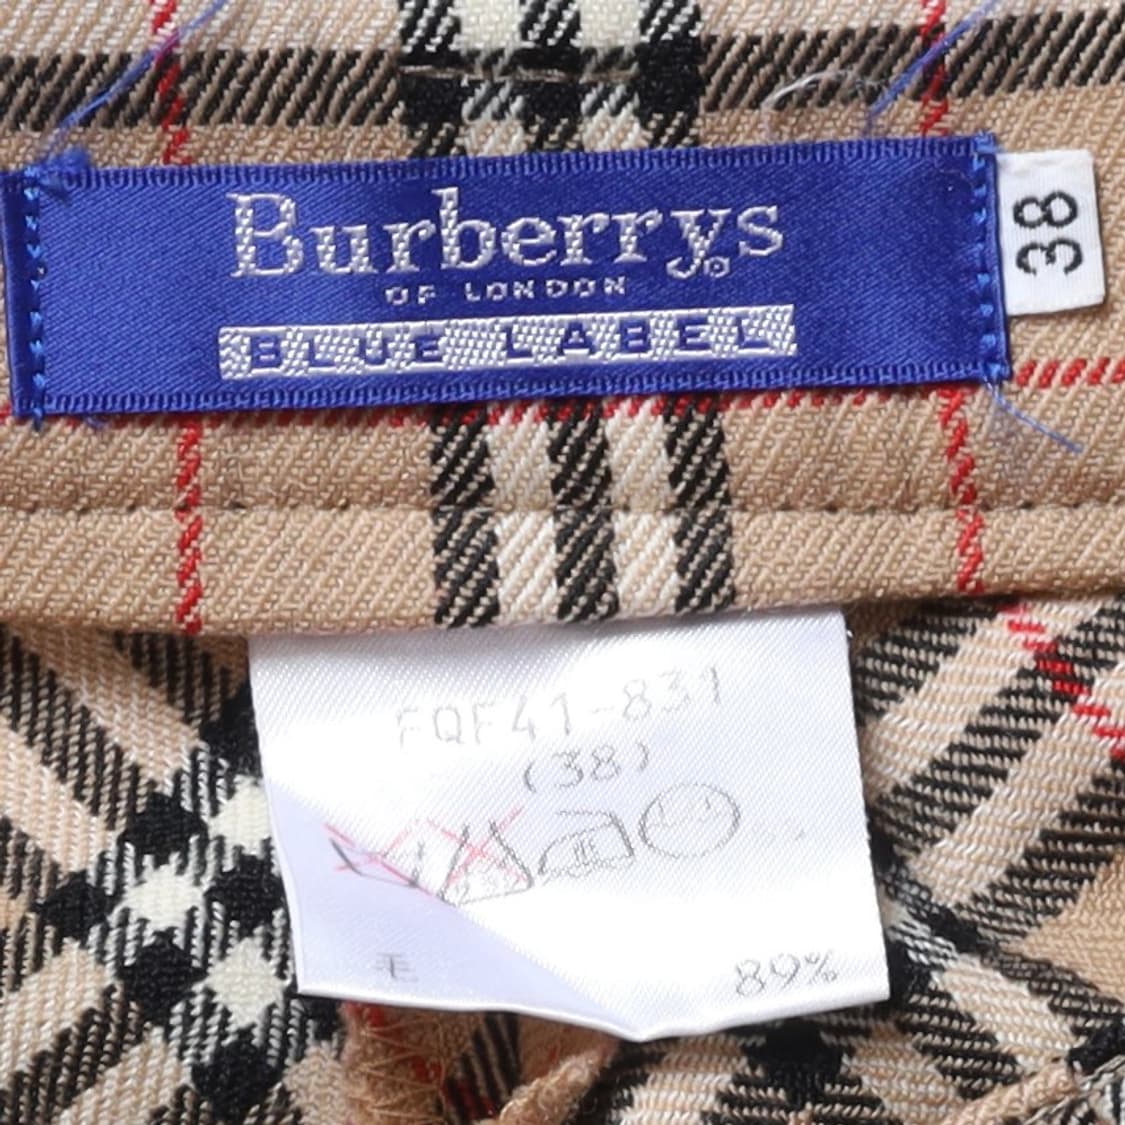 Burberrys
OF LONDON
BLUE LABEL
38
FQF41-831
(38)
毛 89%